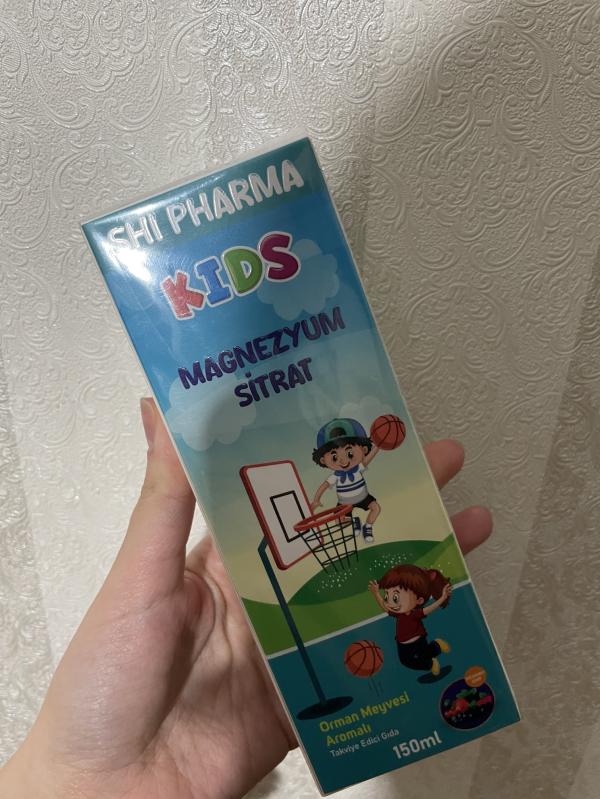 SHI PHARMA
KIDS
MAGNEZYUM
SİTRAT
Orman Meyvesi
Aromalı
Takviye Edici Gıda
150ml